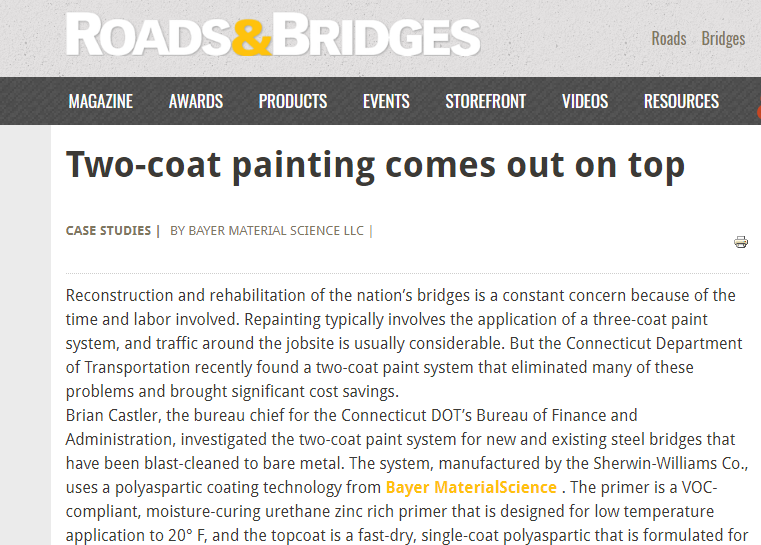 ROADS&BRIDGES
Roads Bridges
MAGAZINE AWARDS PRODUCTS EVENTS STOREFRONT VIDEOS RESOURCES
Two-coat painting comes out on top
CASE STUDIES | BY BAYER MATERIAL SCIENCE LLC |
Reconstruction and rehabilitation of the nation’s bridges is a constant concern because of the
time and labor involved. Repainting typically involves the application of a three-coat paint
system, and traffic around the jobsite is usually considerable. But the Connecticut Department
of Transportation recently found a two-coat paint system that eliminated many of these
problems and brought significant cost savings.
Brian Castler, the bureau chief for the Connecticut DOT’s Bureau of Finance and
Administration, investigated the two-coat paint system for new and existing steel bridges that
have been blast-cleaned to bare metal. The system, manufactured by the Sherwin-Williams Co.,
uses a polyaspartic coating technology from Bayer MaterialScience . The primer is a VOC-
compliant, moisture-curing urethane zinc rich primer that is designed for low temperature
application to 20° F, and the topcoat is a fast-dry, single-coat polyaspartic that is formulated for